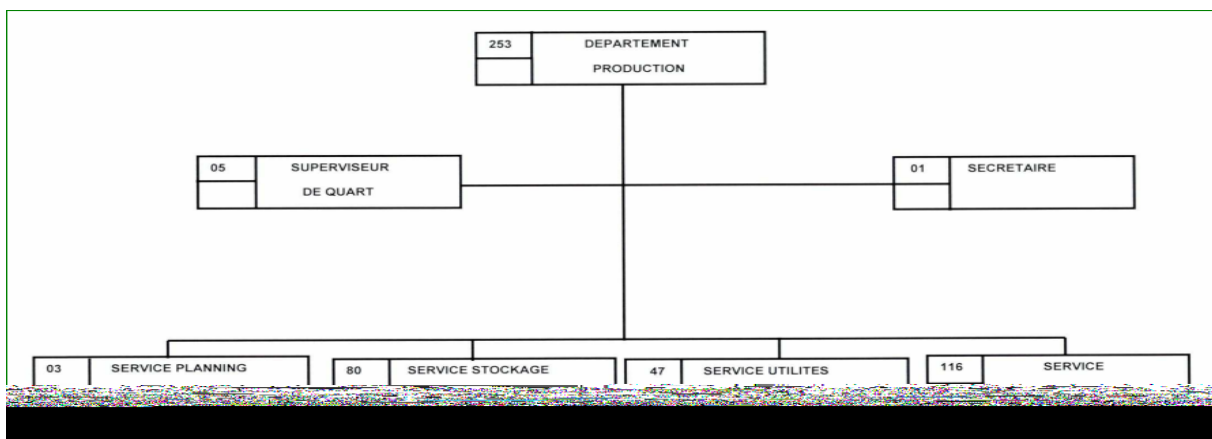 253 DEPARTEMENT
PRODUCTION
05 SUPERVISEUR
DE QUART
01 SECRETAIRE
03 SERVICE PLANNING
80 SERVICE STOCKAGE
47 SERVICE UTILITES
116 SERVICE